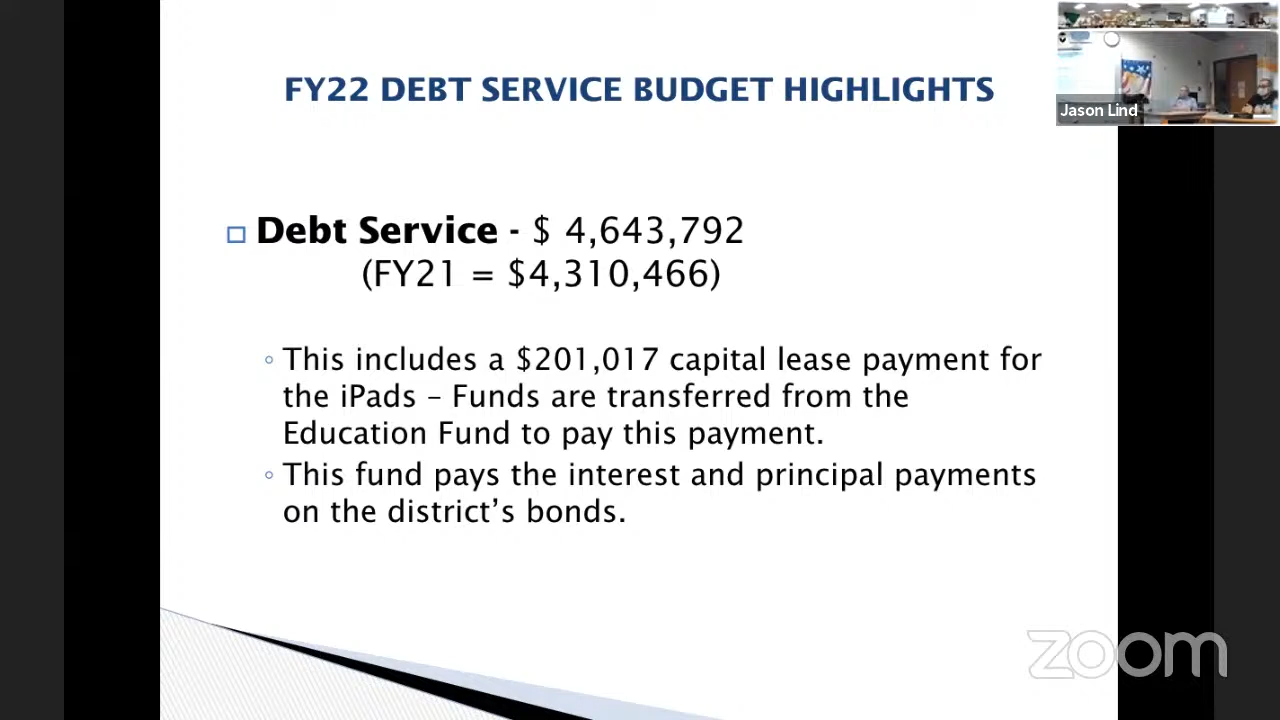 FY22 DEBT SERVICE BUDGET HIGHLIGHTS
Jason Lind
Debt Service - $ 4,643,792
(FY21 = $4,310,466)
This includes a $201,017 capital lease payment for
the iPads – Funds are transferred from the
Education Fund to pay this payment.
This fund pays the interest and principal payments
on the district’s bonds.
zoom